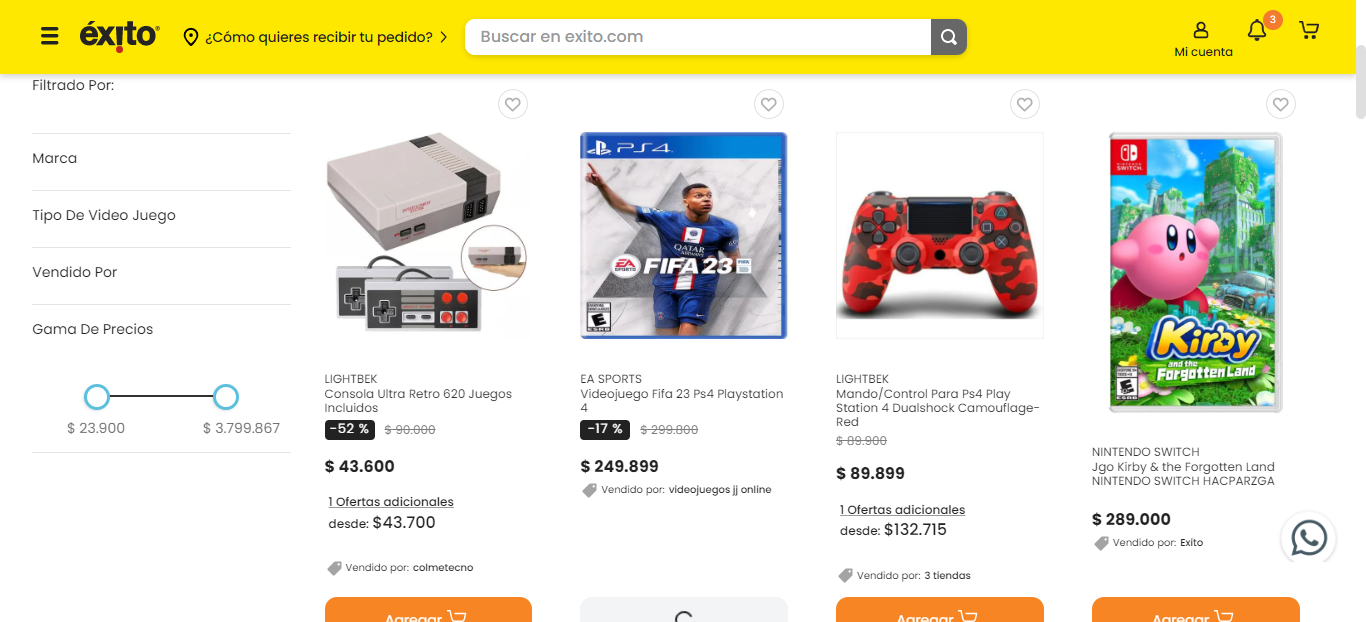 éxito
¿Cómo quieres recibir tu pedido?
Buscar en exito.com
Mi cuenta
3
Filtrado Por:
Marca
Tipo De Video Juego
Vendido Por
Gama De Precios
$ 23.900
$ 3.799.867
LIGHTBEK
Consola Ultra Retro 620 Juegos
Incluidos
-52 %
$ 90.000
$ 43.600
1 Ofertas adicionales
desde: $43.700
Vendido por: colmetecno
Agregar
PS4
QATAR
EA SPORTS
FIFA 23
EVERYONE
E
ESRB
EA SPORTS
Videojuego Fifa 23 Ps4 Playstation
4
-17 %
$ 299.800
$ 249.899
Vendido por: videojuegos jj online
LIGHTBEK
Mando/Control Para Ps4 Play
Station 4 Dualshock Camouflage-
Red
$ 89.900
$ 89.899
1 Ofertas adicionales
desde: $132.715
Vendido por: 3 tiendas
Agregar
NINTENDO
SWITCH
Kirby
and the
Forgotten Land
E
ESRB
NINTENDO SWITCH
Jgo Kirby & the Forgotten Land
NINTENDO SWITCH HACPARZGA
$ 289.000
Vendido por: Exito
Agregar